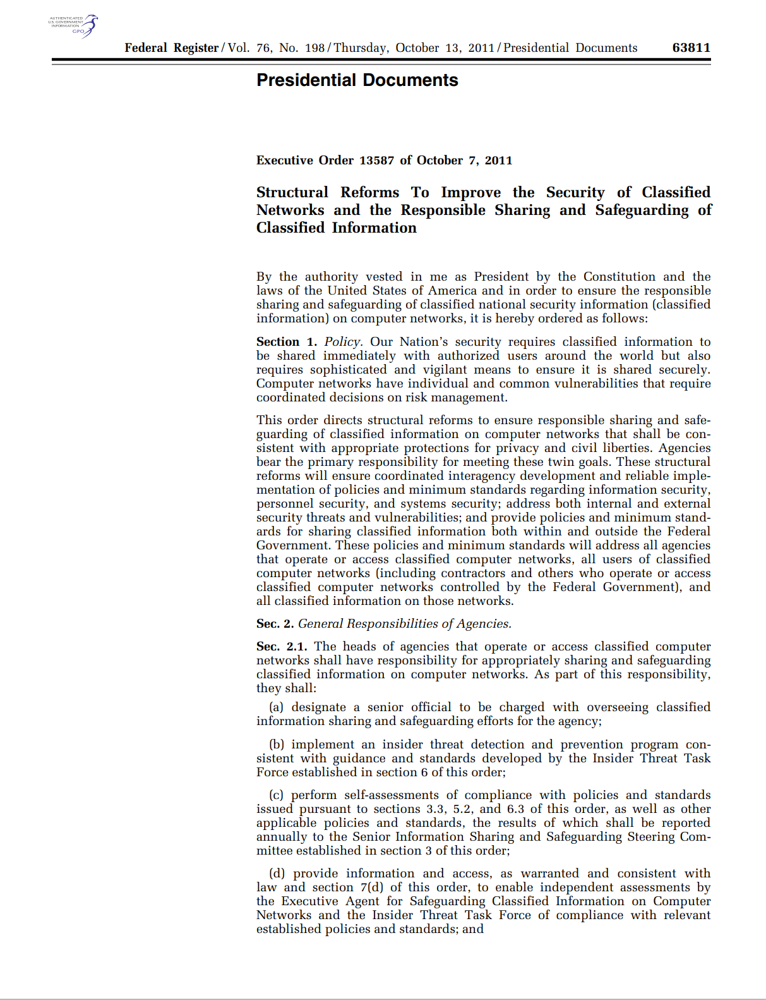 AUTHENTICATED
U.S. GOVERNMENT
INFORMATION
GPO
Federal Register / Vol. 76, No. 198 / Thursday, October 13, 2011 / Presidential Documents 63811
Presidential Documents
Executive Order 13587 of October 7, 2011
Structural Reforms To Improve the Security of Classified
Networks and the Responsible Sharing and Safeguarding of
Classified Information
By the authority vested in me as President by the Constitution and the
laws of the United States of America and in order to ensure the responsible
sharing and safeguarding of classified national security information (classified
information) on computer networks, it is hereby ordered as follows:
Section 1. Policy. Our Nation’s security requires classified information to
be shared immediately with authorized users around the world but also
requires sophisticated and vigilant means to ensure it is shared securely.
Computer networks have individual and common vulnerabilities that require
coordinated decisions on risk management.
This order directs structural reforms to ensure responsible sharing and safe-
guarding of classified information on computer networks that shall be con-
sistent with appropriate protections for privacy and civil liberties. Agencies
bear the primary responsibility for meeting these twin goals. These structural
reforms will ensure coordinated interagency development and reliable imple-
mentation of policies and minimum standards regarding information security,
personnel security, and systems security; address both internal and external
security threats and vulnerabilities; and provide policies and minimum stand-
ards for sharing classified information both within and outside the Federal
Government. These policies and minimum standards will address all agencies
that operate or access classified computer networks, all users of classified
computer networks (including contractors and others who operate or access
classified computer networks controlled by the Federal Government), and
all classified information on those networks.
Sec. 2. General Responsibilities of Agencies.
Sec. 2.1. The heads of agencies that operate or access classified computer
networks shall have responsibility for appropriately sharing and safeguarding
classified information on computer networks. As part of this responsibility,
they shall:
(a) designate a senior official to be charged with overseeing classified
information sharing and safeguarding efforts for the agency;
(b) implement an insider threat detection and prevention program con-
sistent with guidance and standards developed by the Insider Threat Task
Force established in section 6 of this order;
(c) perform self-assessments of compliance with policies and standards
issued pursuant to sections 3.3, 5.2, and 6.3 of this order, as well as other
applicable policies and standards, the results of which shall be reported
annually to the Senior Information Sharing and Safeguarding Steering Com-
mittee established in section 3 of this order;
(d) provide information and access, as warranted and consistent with
law and section 7(d) of this order, to enable independent assessments by
the Executive Agent for Safeguarding Classified Information on Computer
Networks and the Insider Threat Task Force of compliance with relevant
established policies and standards; and